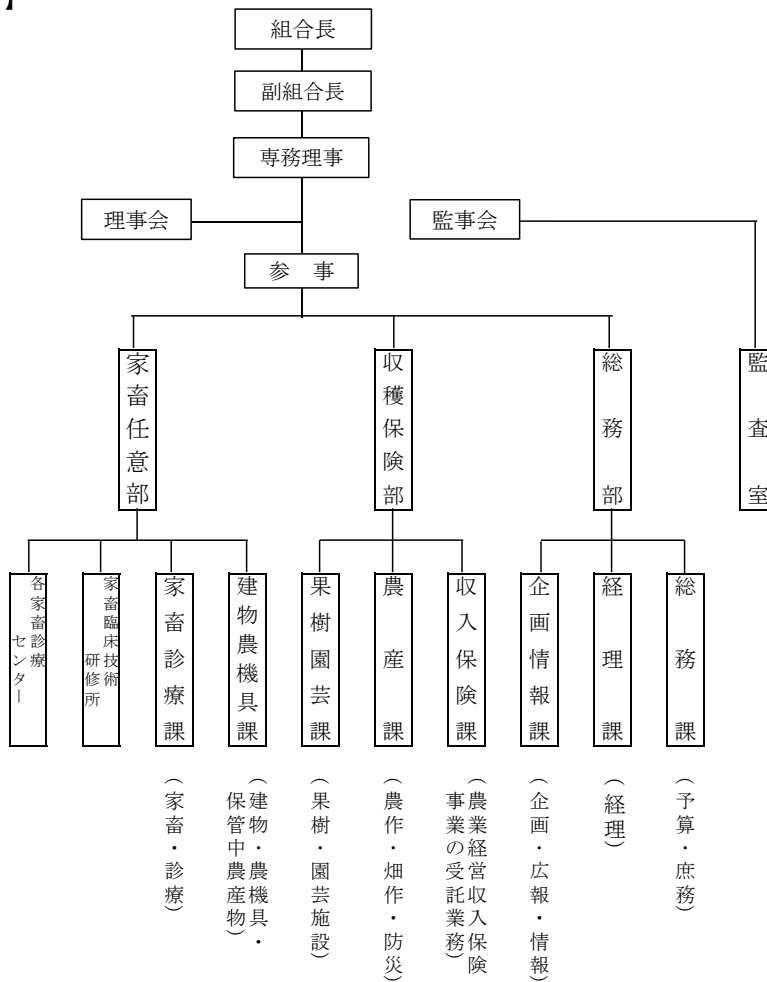 】
組合長
副組合長
専務理事
理事会
監事会
参　事
家畜任意部
収穫保険部
総務部
監査室
各家畜診療
センター
家畜臨床技術
研修所
家畜診療課
建物農機具課
果樹園芸課
農産課
収入保険課
企画情報課
経理課
総務課
（家畜・診療）
（建物・農機具・
保管中農産物）
（果樹・園芸施設）
（農作・畑作・防災）
（農業経営収入保険
事業の受託業務）
（企画・広報・情報）
（経理）
（予算・庶務）